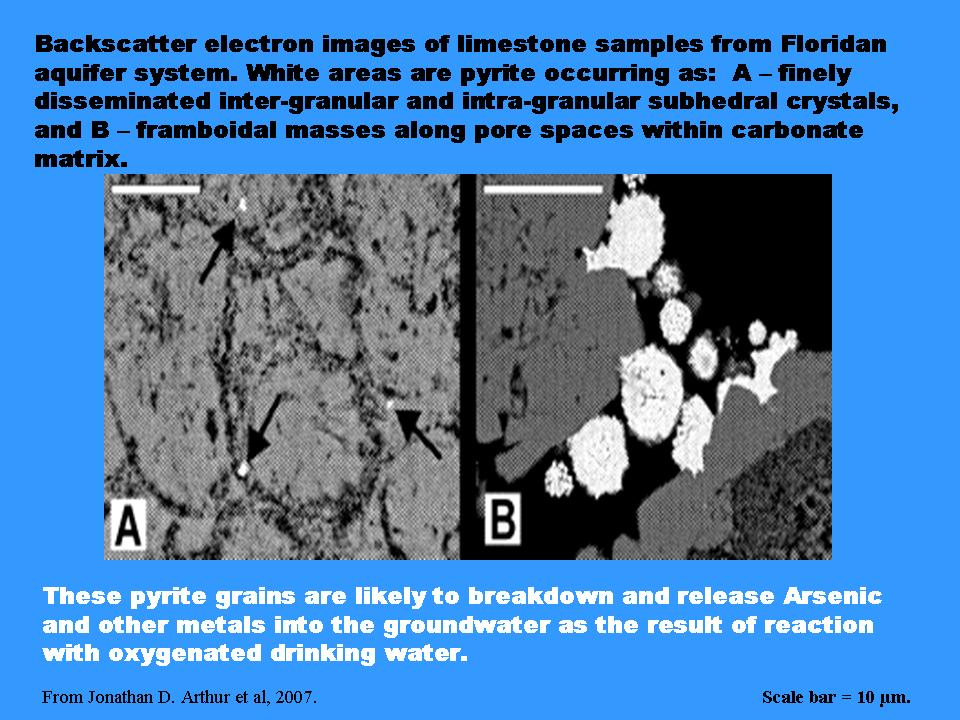 Backscatter electron images of limestone samples from Floridan
aquifer system. White areas are pyrite occurring as:  A – finely
disseminated inter-granular and intra-granular subhedral crystals,
and B – framboidal masses along pore spaces within carbonate
matrix.
A
B
These pyrite grains are likely to breakdown and release Arsenic
and other metals into the groundwater as the result of reaction
with oxygenated drinking water.
From Jonathan D. Arthur et al, 2007.
Scale bar = 10 µm.